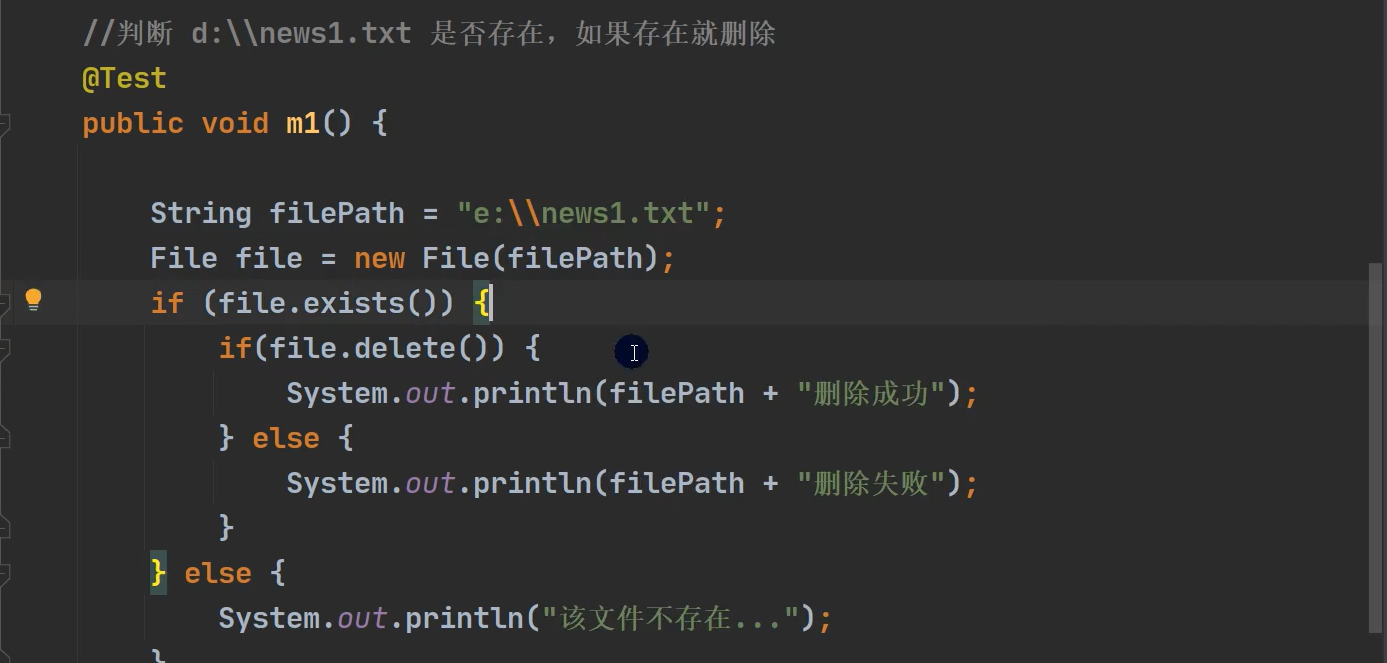 //判断 d:\\news1.txt 是否存在，如果存在就删除
@Test
public void m1() {
String filePath = "e:\\news1.txt";
File file = new File(filePath);
if (file.exists()) {
if(file.delete()) {
System.out.println(filePath + "删除成功");
} else {
System.out.println(filePath + "删除失败");
}
} else {
System.out.println("该文件不存在...");
}